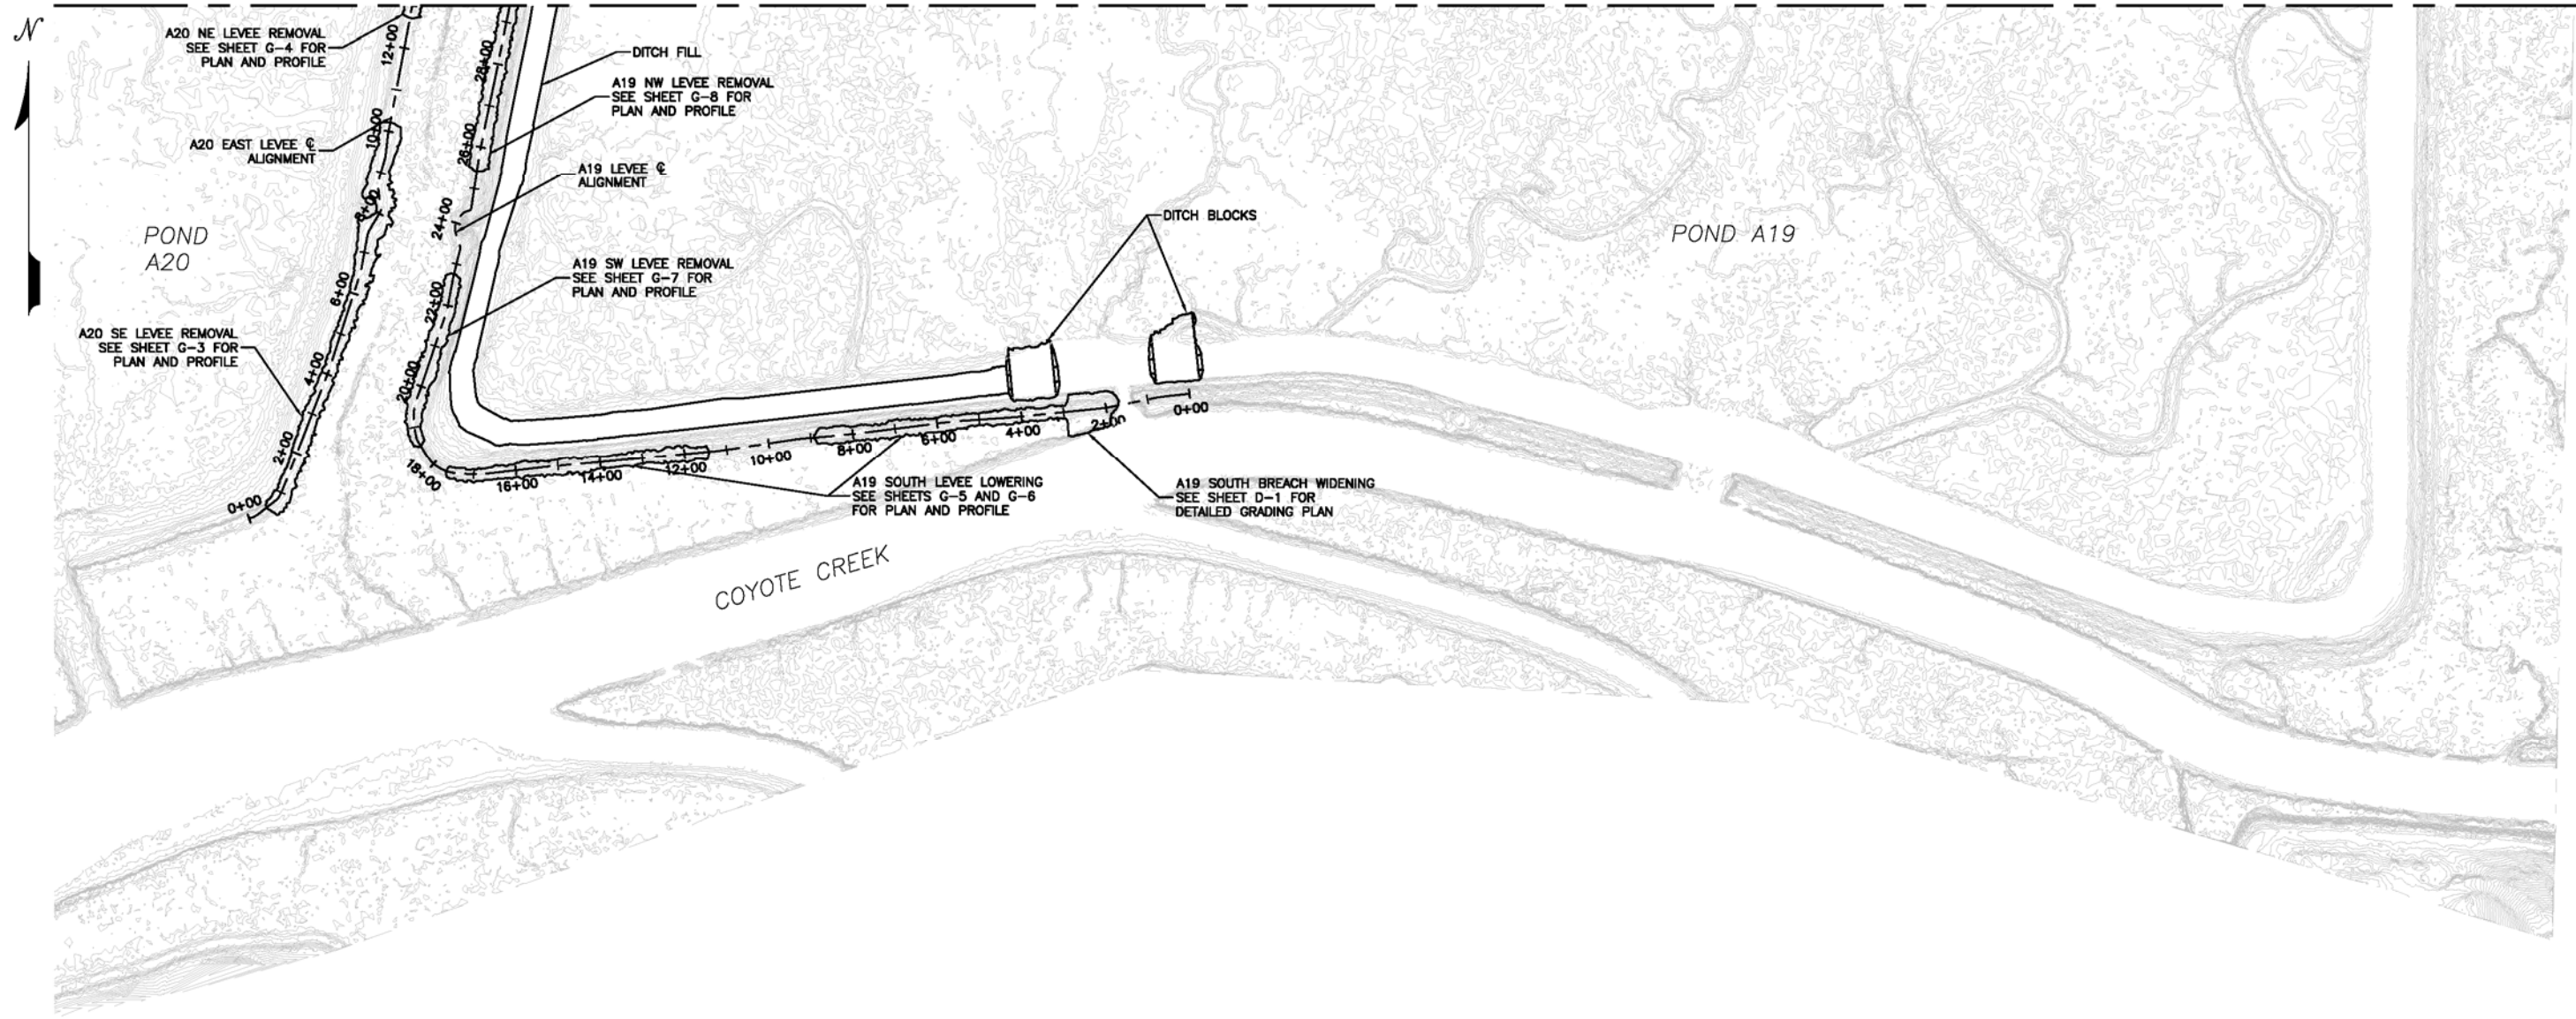 N
A20 NE LEVEE REMOVAL
SEE SHEET G-4 FOR
PLAN AND PROFILE
12+00
28+00
DITCH FILL
A19 NW LEVEE REMOVAL
SEE SHEET G-8 FOR
PLAN AND PROFILE
10+00
26+00
A20 EAST LEVEE ℄
ALIGNMENT
A19 LEVEE ℄
ALIGNMENT
8+00
24+00
DITCH BLOCKS
POND
A20
POND A19
A19 SW LEVEE REMOVAL
SEE SHEET G-7 FOR
PLAN AND PROFILE
6+00
22+00
A20 SE LEVEE REMOVAL
SEE SHEET G-3 FOR
PLAN AND PROFILE
4+00
20+00
2+00
0+00
18+00
16+00
14+00
12+00
10+00
8+00
6+00
4+00
2+00
0+00
A19 SOUTH LEVEE LOWERING
SEE SHEETS G-5 AND G-6
FOR PLAN AND PROFILE
A19 SOUTH BREACH WIDENING
SEE SHEET D-1 FOR
DETAILED GRADING PLAN
COYOTE CREEK